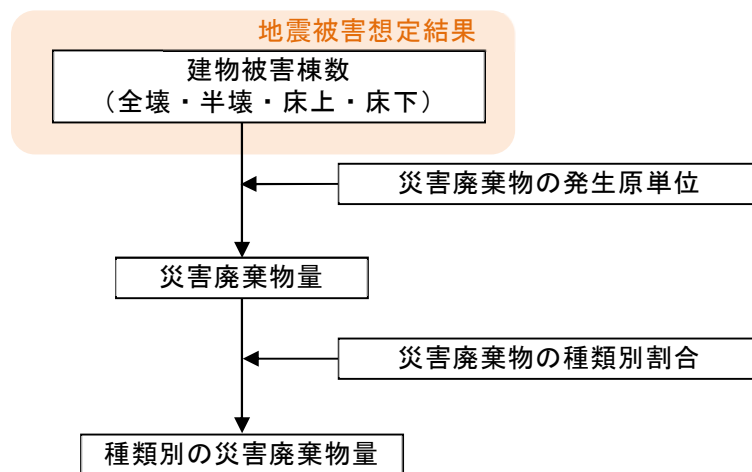 地震被害想定結果
建物被害棟数
（全壊・半壊・床上・床下）
災害廃棄物の発生原単位
災害廃棄物量
災害廃棄物の種類別割合
種類別の災害廃棄物量